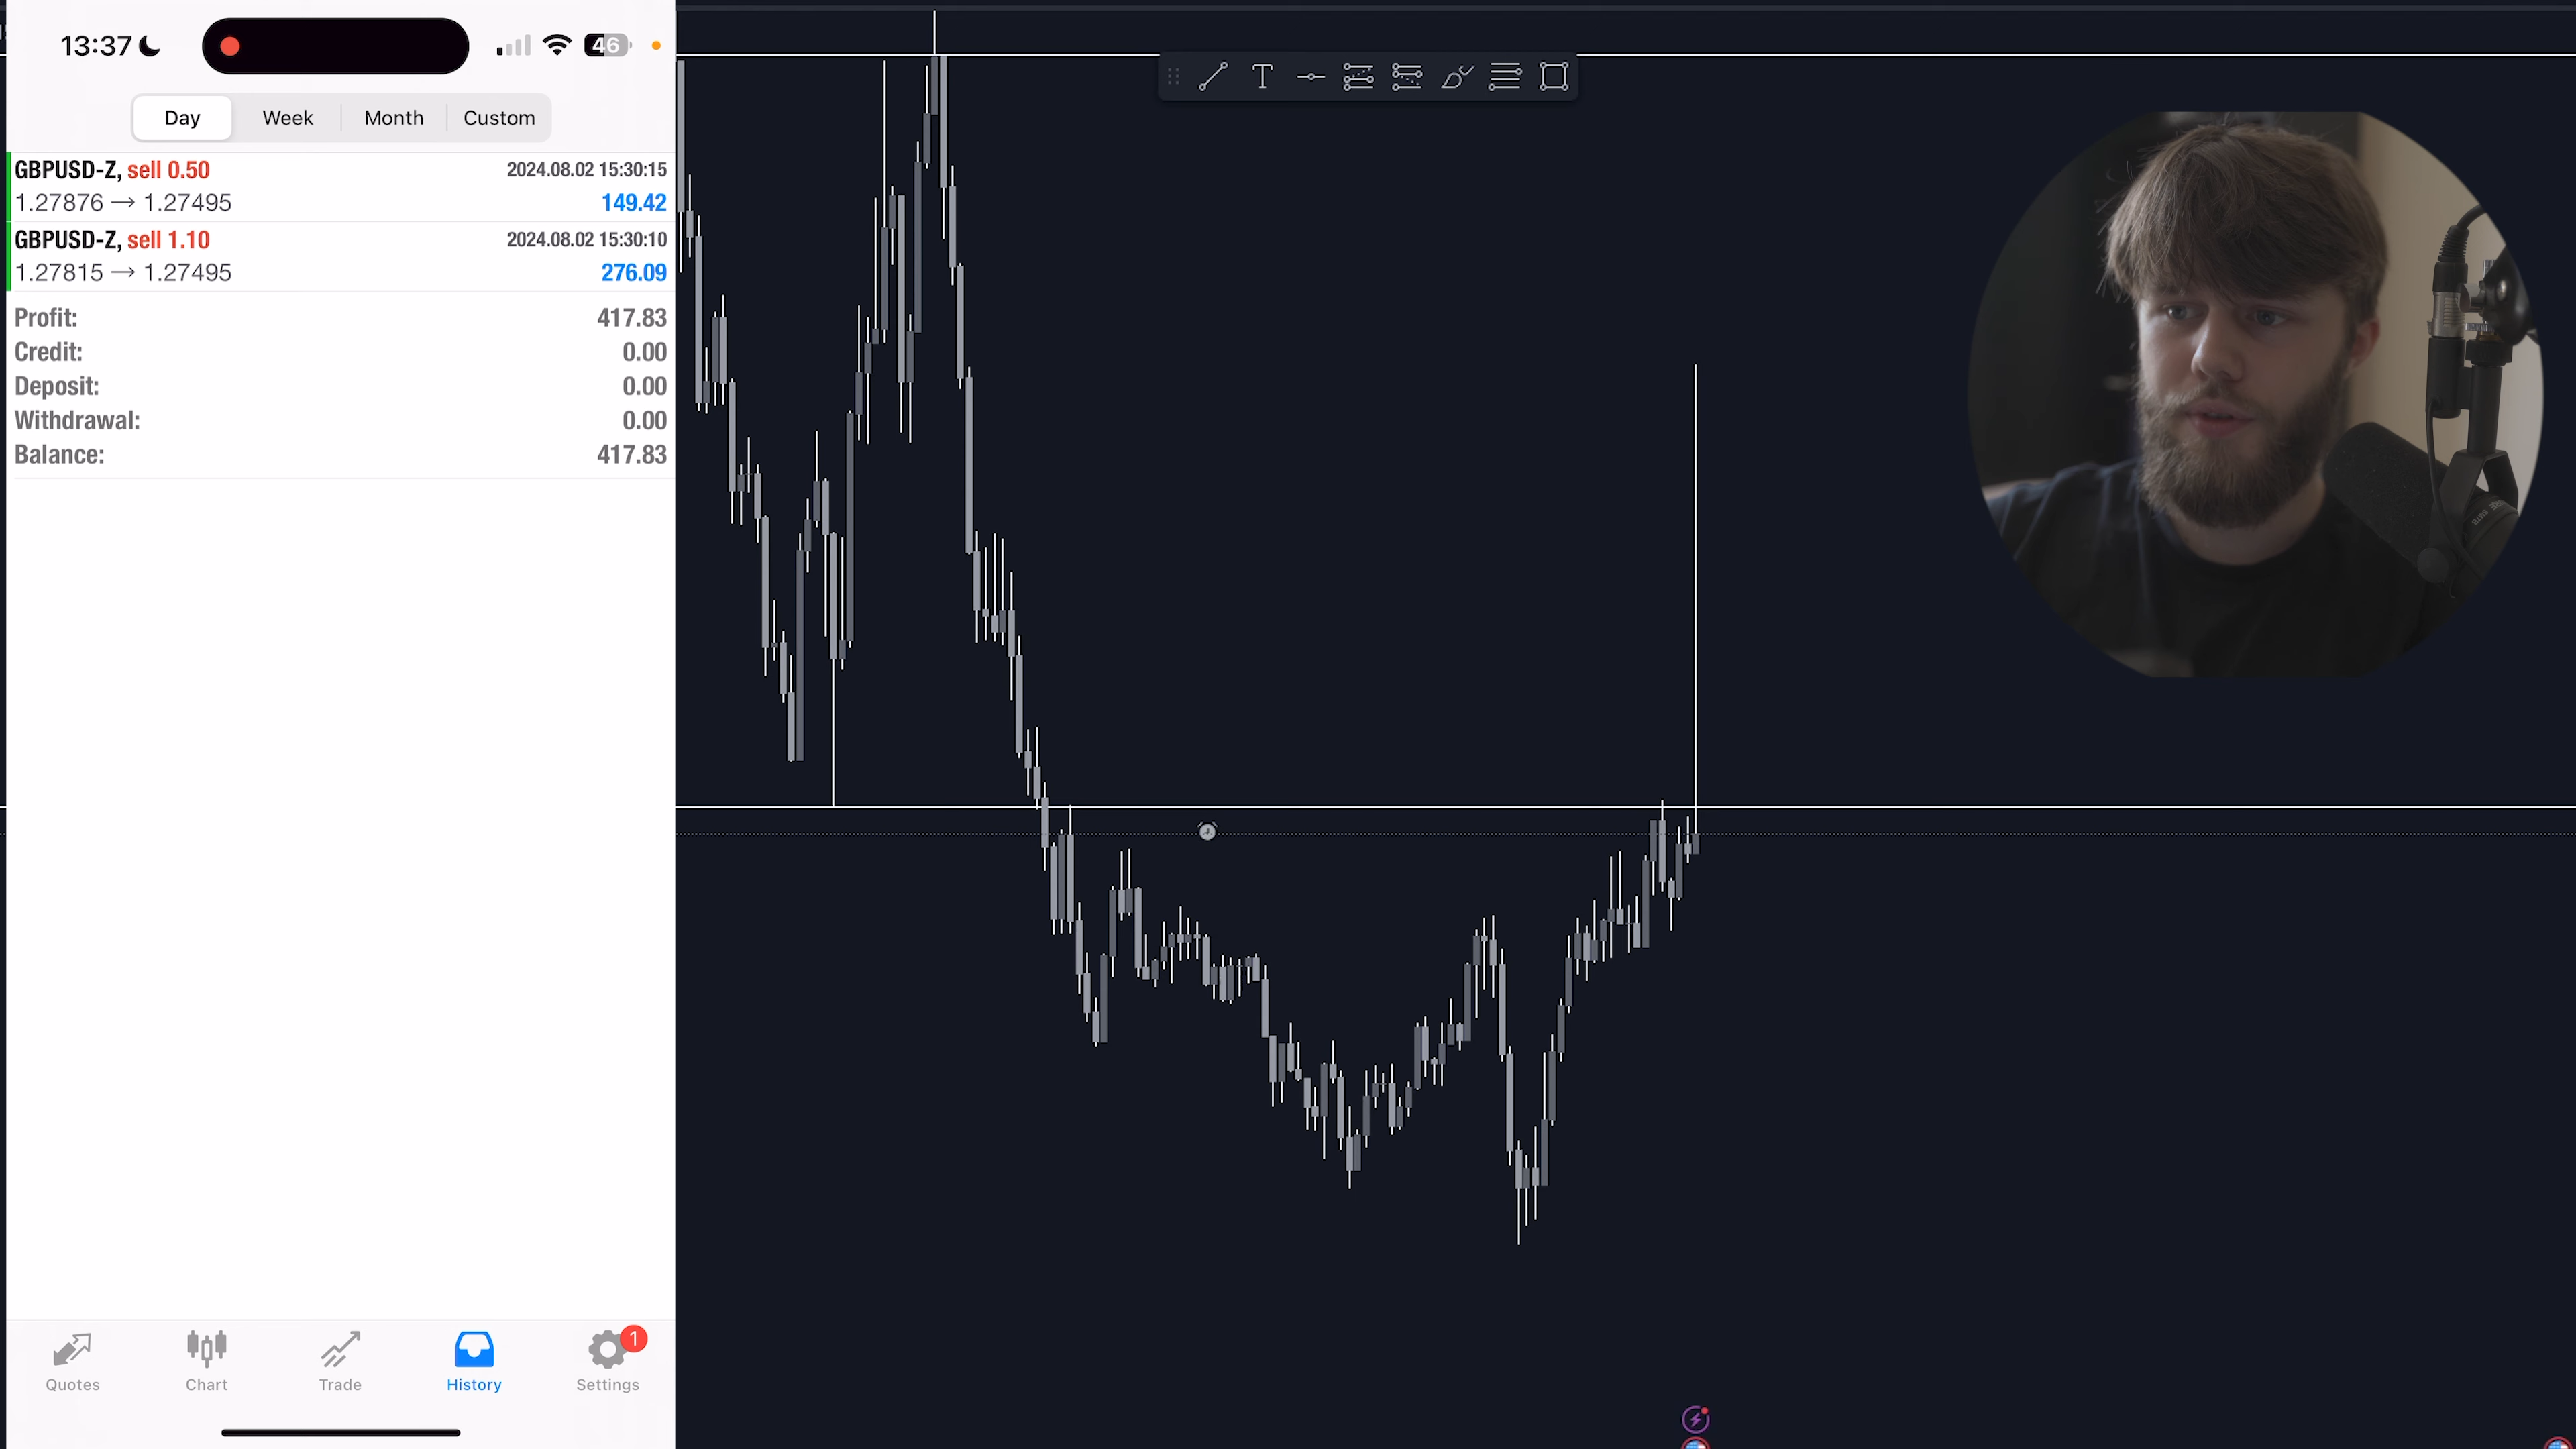 13:37
46
Day Week Month Custom
GBPUSD-Z, sell 0.50 2024.08.02 15:30:15
1.27876 → 1.27495 149.42
GBPUSD-Z, sell 1.10 2024.08.02 15:30:10
1.27815 → 1.27495 276.09
Profit: 417.83
Credit: 0.00
Deposit: 0.00
Withdrawal: 0.00
Balance: 417.83
1
Quotes Chart Trade History Settings